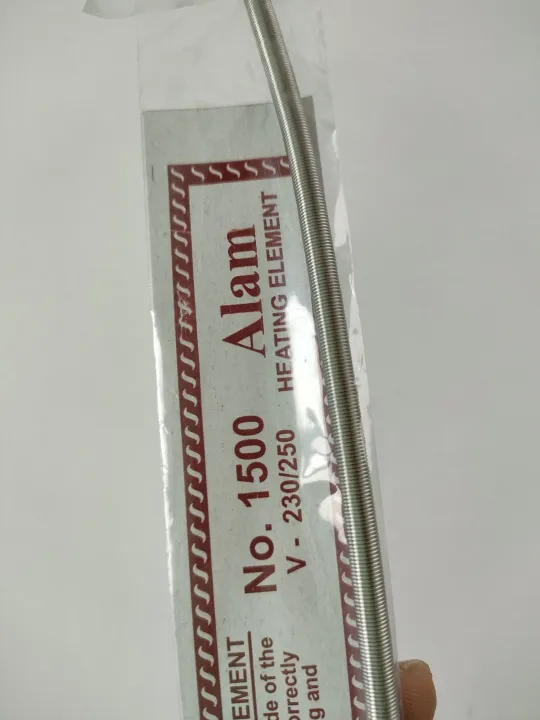 Alam
HEATING ELEMENT
No. 1500
V - 230/250
EMENT
de of the
orrectly
g and